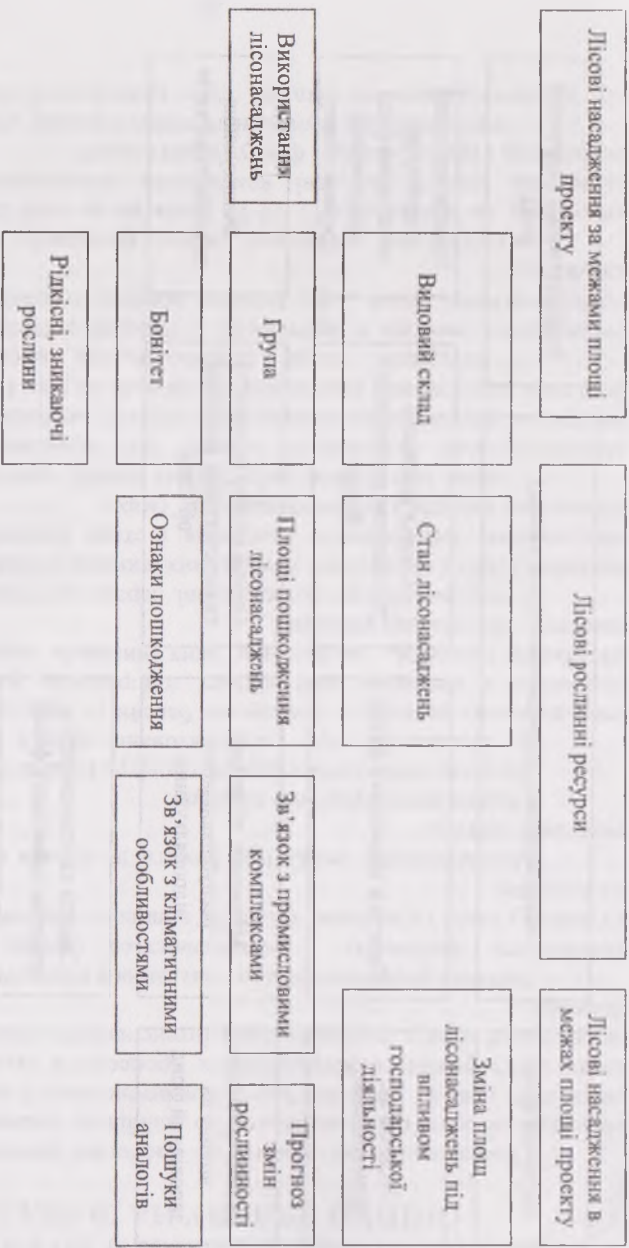 Лісові насадження за межами площі
проекту
Лісові рослинні ресурси
Лісові насадження в
межах площі проекту
Видовий склад
Стан лісонасаджень
Зміна площ
лісонасаджень під
впливом
господарської
діяльності
Використання
лісонасаджень
Група
Площі пошкодження
лісонасаджень
Зв’язок з промисловими
комплексами
Прогноз
змін
рослинності
Бонітет
Ознаки пошкодження
Зв’язок з кліматичними
особливостями
Пошуки
аналогів
Рідкісні, зникаючі
рослини